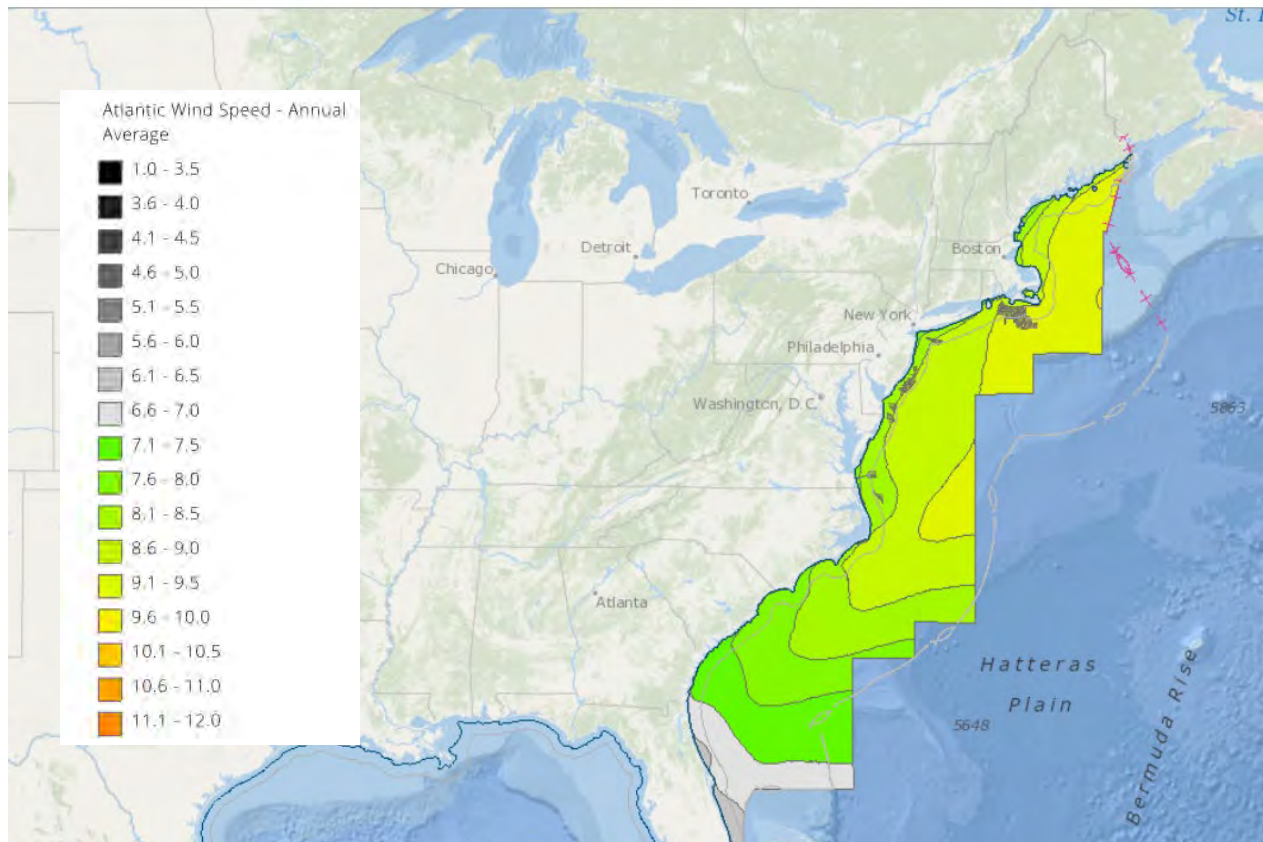 St.
Atlantic Wind Speed - Annual
Average
1.0 - 3.5
3.6 - 4.0
4.1 - 4.5
4.6 - 5.0
5.1 - 5.5
5.6 - 6.0
6.1 - 6.5
6.6 - 7.0
7.1 - 7.5
7.6 - 8.0
8.1 - 8.5
8.6 - 9.0
9.1 - 9.5
9.6 - 10.0
10.1 - 10.5
10.6 - 11.0
11.1 - 12.0
Toronto
Detroit
Boston
Chicago
New York
Philadelphia
Washington, D.C.
5863
Atlanta
Hatteras
Plain
5648
Bermuda Rise